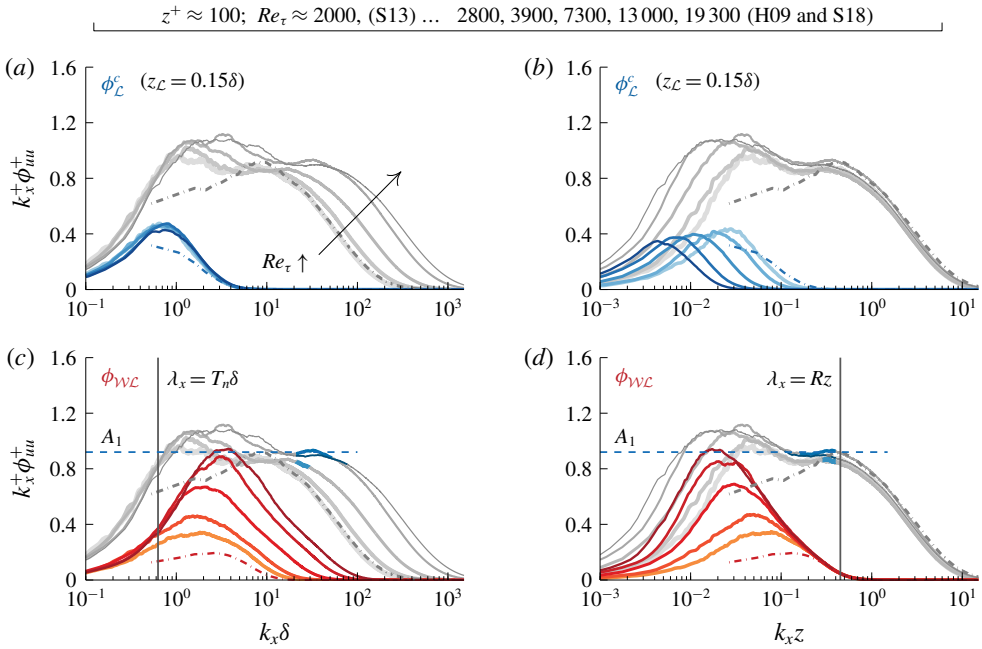 z⁺ ≈ 100; Re_τ ≈ 2000, (S13) … 2800, 3900, 7300, 13 000, 19 300 (H09 and S18)
(a)
ϕ^c_ℒ (z_ℒ = 0.15δ)
k_x^+ϕ_uu^+
1.6
1.2
0.8
0.4
0
Re_τ ↑
10⁻¹ 10⁰ 10¹ 10² 10³
(b)
ϕ^c_ℒ (z_ℒ = 0.15δ)
1.6
1.2
0.8
0.4
0
10⁻³ 10⁻² 10⁻¹ 10⁰ 10¹
(c)
ϕ_𝒲ℒ λ_x = T_nδ
A₁
k_x^+ϕ_uu^+
1.6
1.2
0.8
0.4
0
10⁻¹ 10⁰ 10¹ 10² 10³
k_xδ
(d)
ϕ_𝒲ℒ λ_x = Rz
A₁
1.6
1.2
0.8
0.4
0
10⁻³ 10⁻² 10⁻¹ 10⁰ 10¹
k_xz